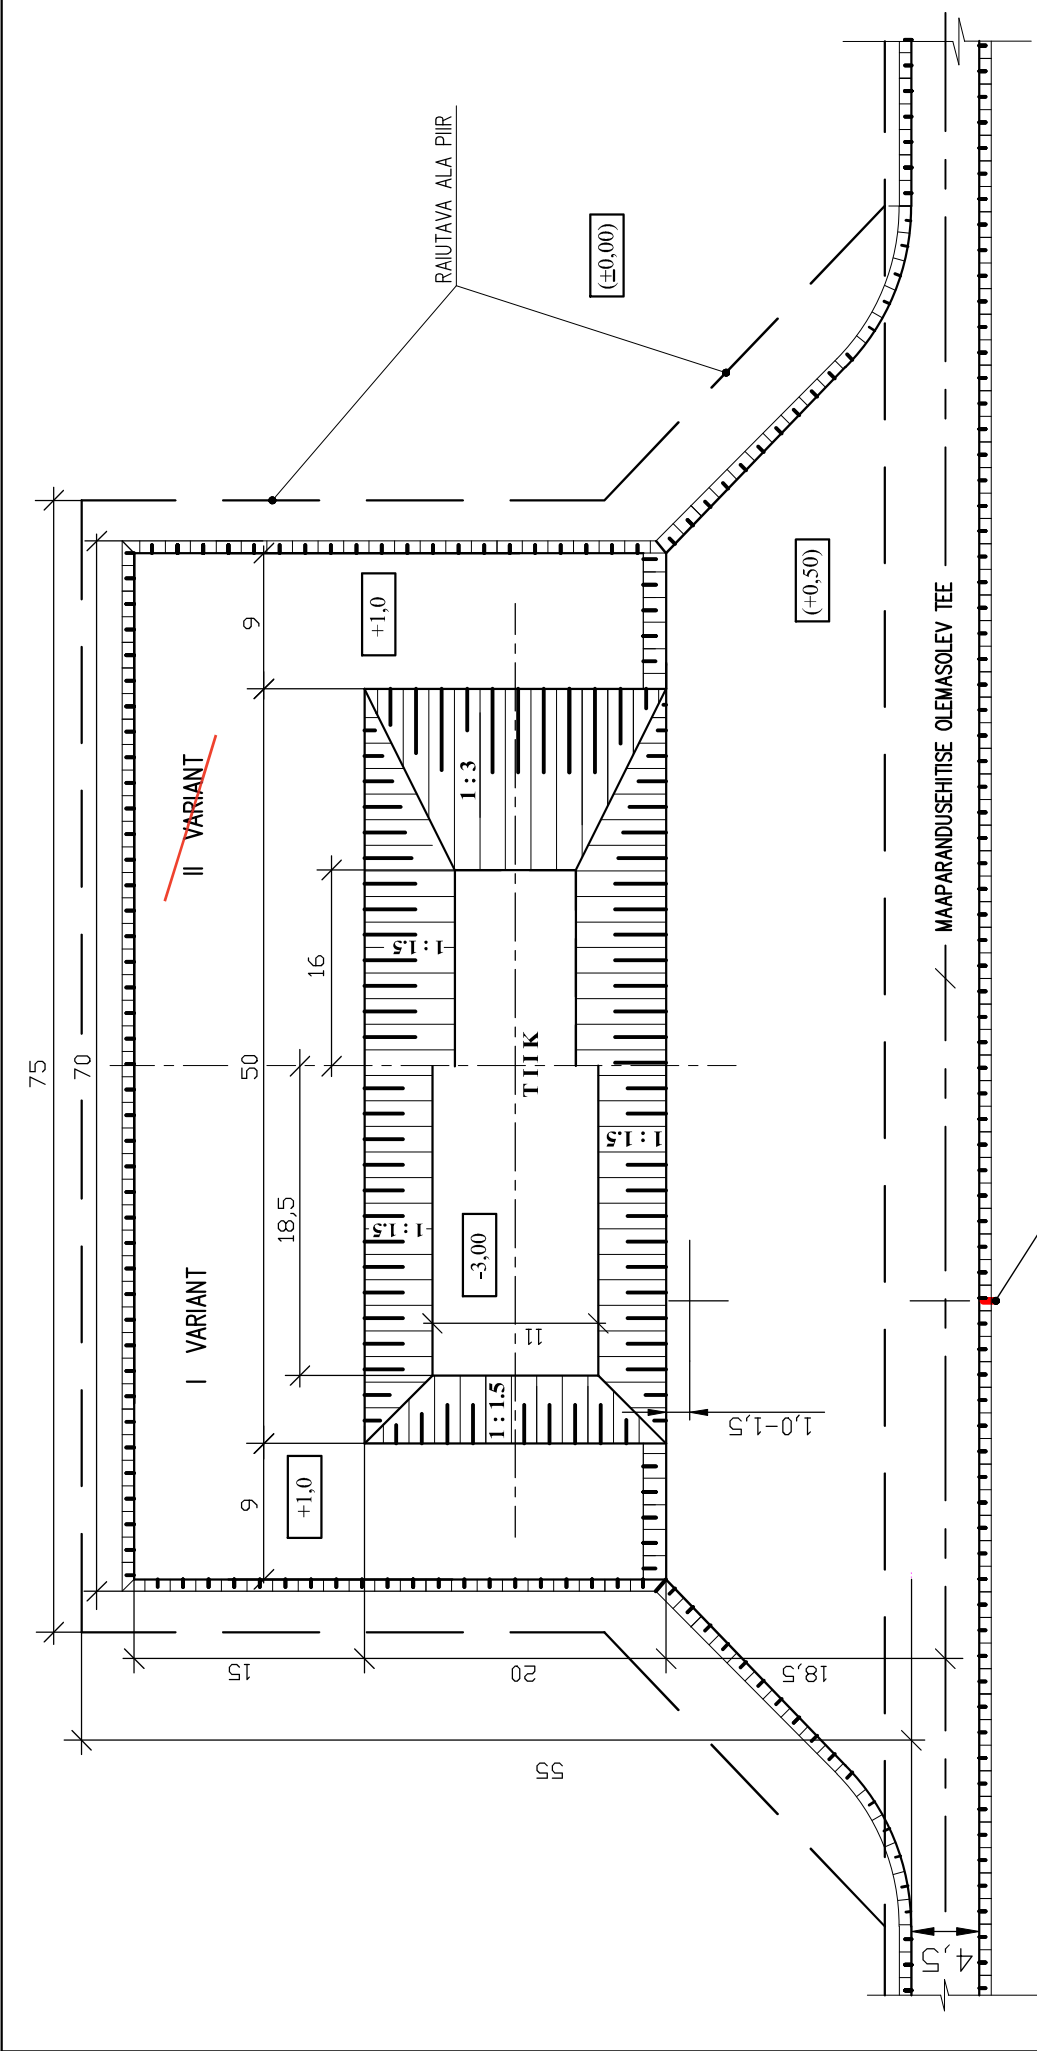 RAIUTAVA ALA PIIR
(±0,00)
75
70
9
+1,0
(+0,50)
II VARIANT
1 : 3
MAAPARANDUSEHITISE OLEMASOLEV TEE
16
1 : 1.5
50
TIIK
1 : 1.5
18,5
1 : 1.5
-3,00
I VARIANT
11
1 : 1.5
1,0-1,5
9
+1,0
15
20
18,5
55
4,5